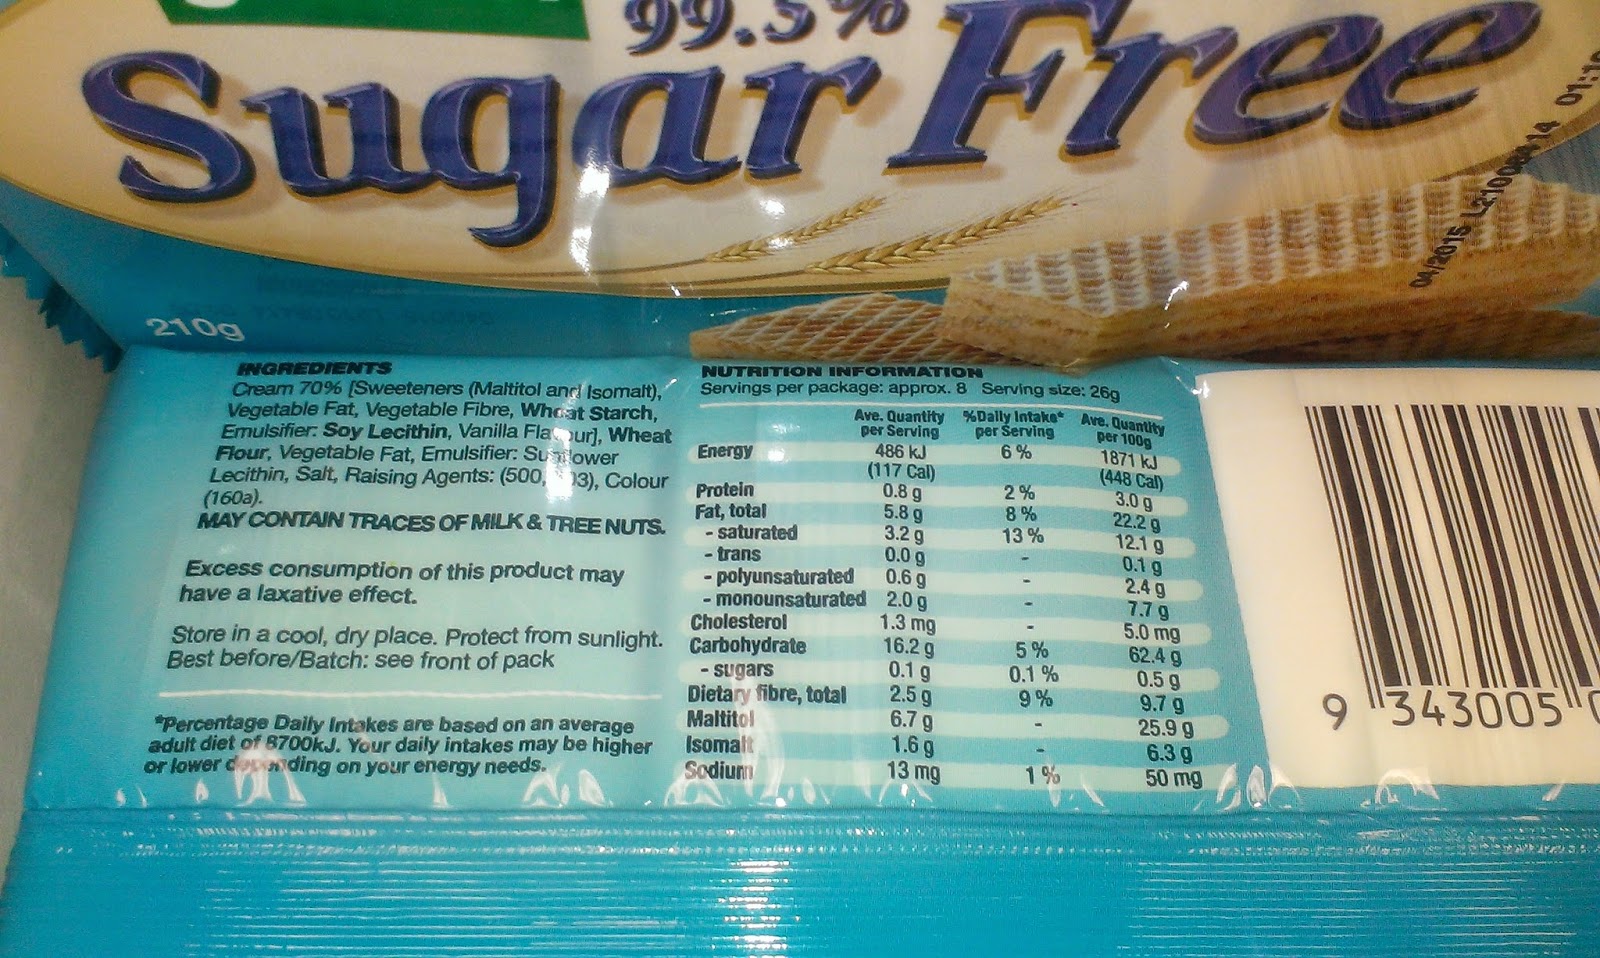 99.5%
Sugar Free
210g
INGREDIENTS
Cream 70% [Sweeteners (Maltitol and Isomalt),
Vegetable Fat, Vegetable Fibre, Wheat Starch,
Emulsifier: Soy Lecithin, Vanilla Flavour], Wheat
Flour, Vegetable Fat, Emulsifier: Sunflower
Lecithin, Salt, Raising Agents: (500, 503), Colour
(160a).
MAY CONTAIN TRACES OF MILK & TREE NUTS.
Excess consumption of this product may
have a laxative effect.
Store in a cool, dry place. Protect from sunlight.
Best before/Batch: see front of pack
*Percentage Daily Intakes are based on an average
adult diet of 8700kJ. Your daily intakes may be higher
or lower depending on your energy needs.
NUTRITION INFORMATION
Servings per package: approx. 8 Serving size: 26g
Ave. Quantity %Daily Intake* Ave. Quantity
per Serving per Serving per 100g
Energy 486 kJ 6 % 1871 kJ
(117 Cal) (448 Cal)
Protein 0.8 g 2 % 3.0 g
Fat, total 5.8 g 8 % 22.2 g
- saturated 3.2 g 13 % 12.1 g
- trans 0.0 g - 0.1 g
- polyunsaturated 0.6 g - 2.4 g
- monounsaturated 2.0 g - 7.7 g
Cholesterol 1.3 mg - 5.0 mg
Carbohydrate 16.2 g 5 % 62.4 g
- sugars 0.1 g 0.1 % 0.5 g
Dietary fibre, total 2.5 g 9 % 9.7 g
Maltitol 6.7 g - 25.9 g
Isomalt 1.6 g - 6.3 g
Sodium 13 mg 1 % 50 mg
04/2015
9 343005